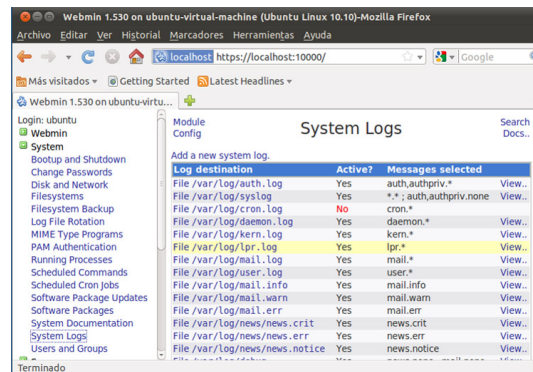 Webmin 1.530 on ubuntu-virtual-machine (Ubuntu Linux 10.10)-Mozilla Firefox
Archivo Editar Ver Historial Marcadores Herramientas Ayuda
localhost https://localhost:10000/ Google
Más visitados Getting Started Latest Headlines
Webmin 1.530 on ubuntu-virtu...
Login: ubuntu
Webmin
System
Bootup and Shutdown
Change Passwords
Disk and Network
Filesystems
Filesystem Backup
Log File Rotation
MIME Type Programs
PAM Authentication
Running Processes
Scheduled Commands
Scheduled Cron Jobs
Software Package Updates
Software Packages
System Documentation
System Logs
Users and Groups
Module
Config
System Logs
Search
Docs..
Add a new system log.
Log destination Active? Messages selected
File /var/log/auth.log Yes auth,authpriv.* View..
File /var/log/syslog Yes *.* ; auth,authpriv.none View..
File /var/log/cron.log No cron.*
File /var/log/daemon.log Yes daemon.* View..
File /var/log/kern.log Yes kern.* View..
File /var/log/lpr.log Yes lpr.* View..
File /var/log/mail.log Yes mail.* View..
File /var/log/user.log Yes user.* View..
File /var/log/mail.info Yes mail.info View..
File /var/log/mail.warn Yes mail.warn View..
File /var/log/mail.err Yes mail.err View..
File /var/log/news/news.crit Yes news.crit View..
File /var/log/news/news.err Yes news.err View..
File /var/log/news/news.notice Yes news.notice View..
Terminado